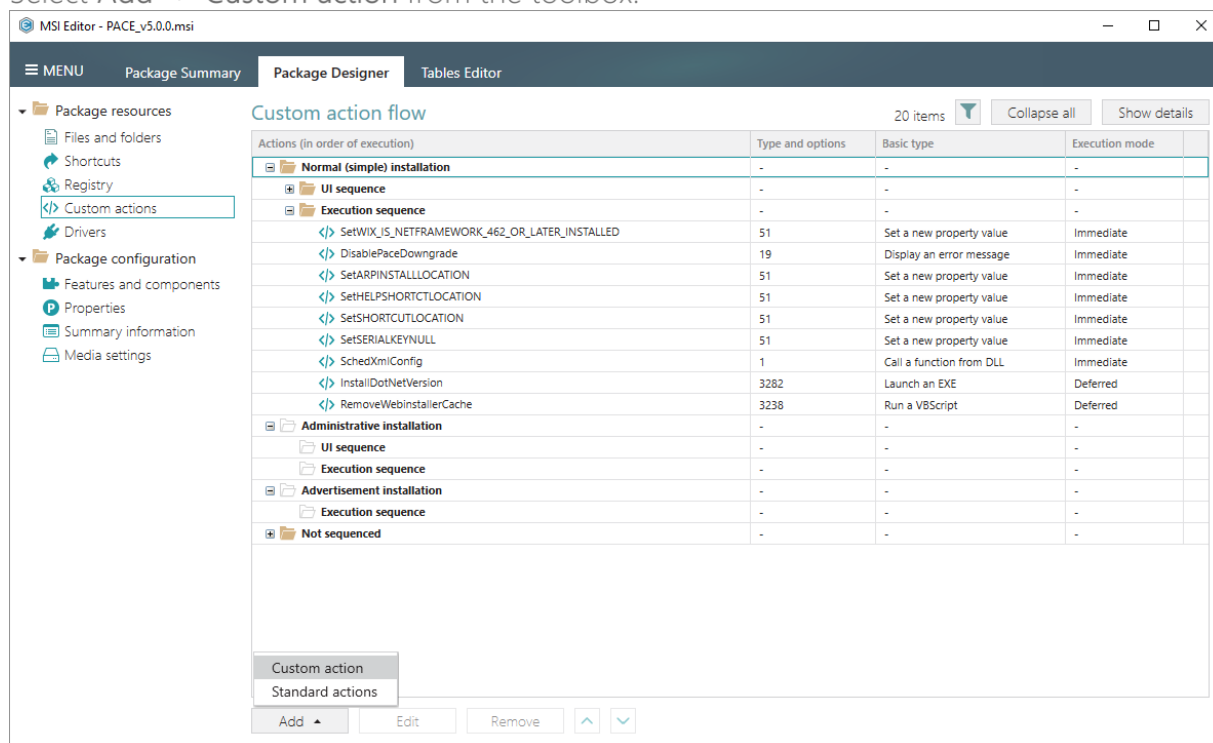 Select Add → Custom action from the toolbox.
MSI Editor - PACE_v5.0.0.msi
MENU Package Summary Package Designer Tables Editor
Package resources
Files and folders
Shortcuts
Registry
Custom actions
Drivers
Package configuration
Features and components
Properties
Summary information
Media settings
Custom action flow 20 items Collapse all Show details
Actions (in order of execution) Type and options Basic type Execution mode
Normal (simple) installation - - -
UI sequence - - -
Execution sequence - - -
SetWIX_IS_NETFRAMEWORK_462_OR_LATER_INSTALLED 51 Set a new property value Immediate
DisablePaceDowngrade 19 Display an error message Immediate
SetARPINSTALLLOCATION 51 Set a new property value Immediate
SetHELPSHORTCTLOCATION 51 Set a new property value Immediate
SetSHORTCUTLOCATION 51 Set a new property value Immediate
SetSERIALKEYNULL 51 Set a new property value Immediate
SchedXmlConfig 1 Call a function from DLL Immediate
InstallDotNetVersion 3282 Launch an EXE Deferred
RemoveWebinstallerCache 3238 Run a VBScript Deferred
Administrative installation - - -
UI sequence - - -
Execution sequence - - -
Advertisement installation - - -
Execution sequence - - -
Not sequenced - - -
Custom action
Standard actions
Add Edit Remove